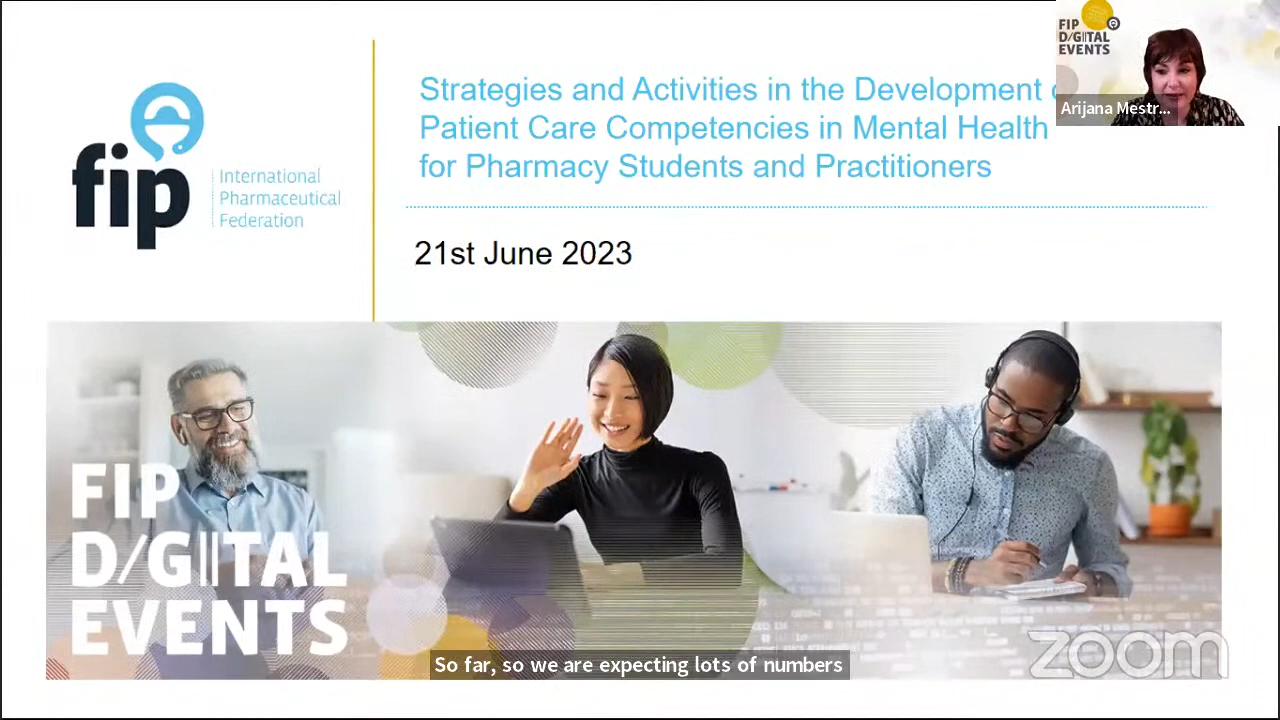 FIP
D/GIITAL
EVENTS
Arijana Mestr...
Strategies and Activities in the Development
Patient Care Competencies in Mental Health
for Pharmacy Students and Practitioners
fip
International
Pharmaceutical
Federation
21st June 2023
FIP
D/GIITAL
EVENTS
So far, so we are expecting lots of numbers
zoom